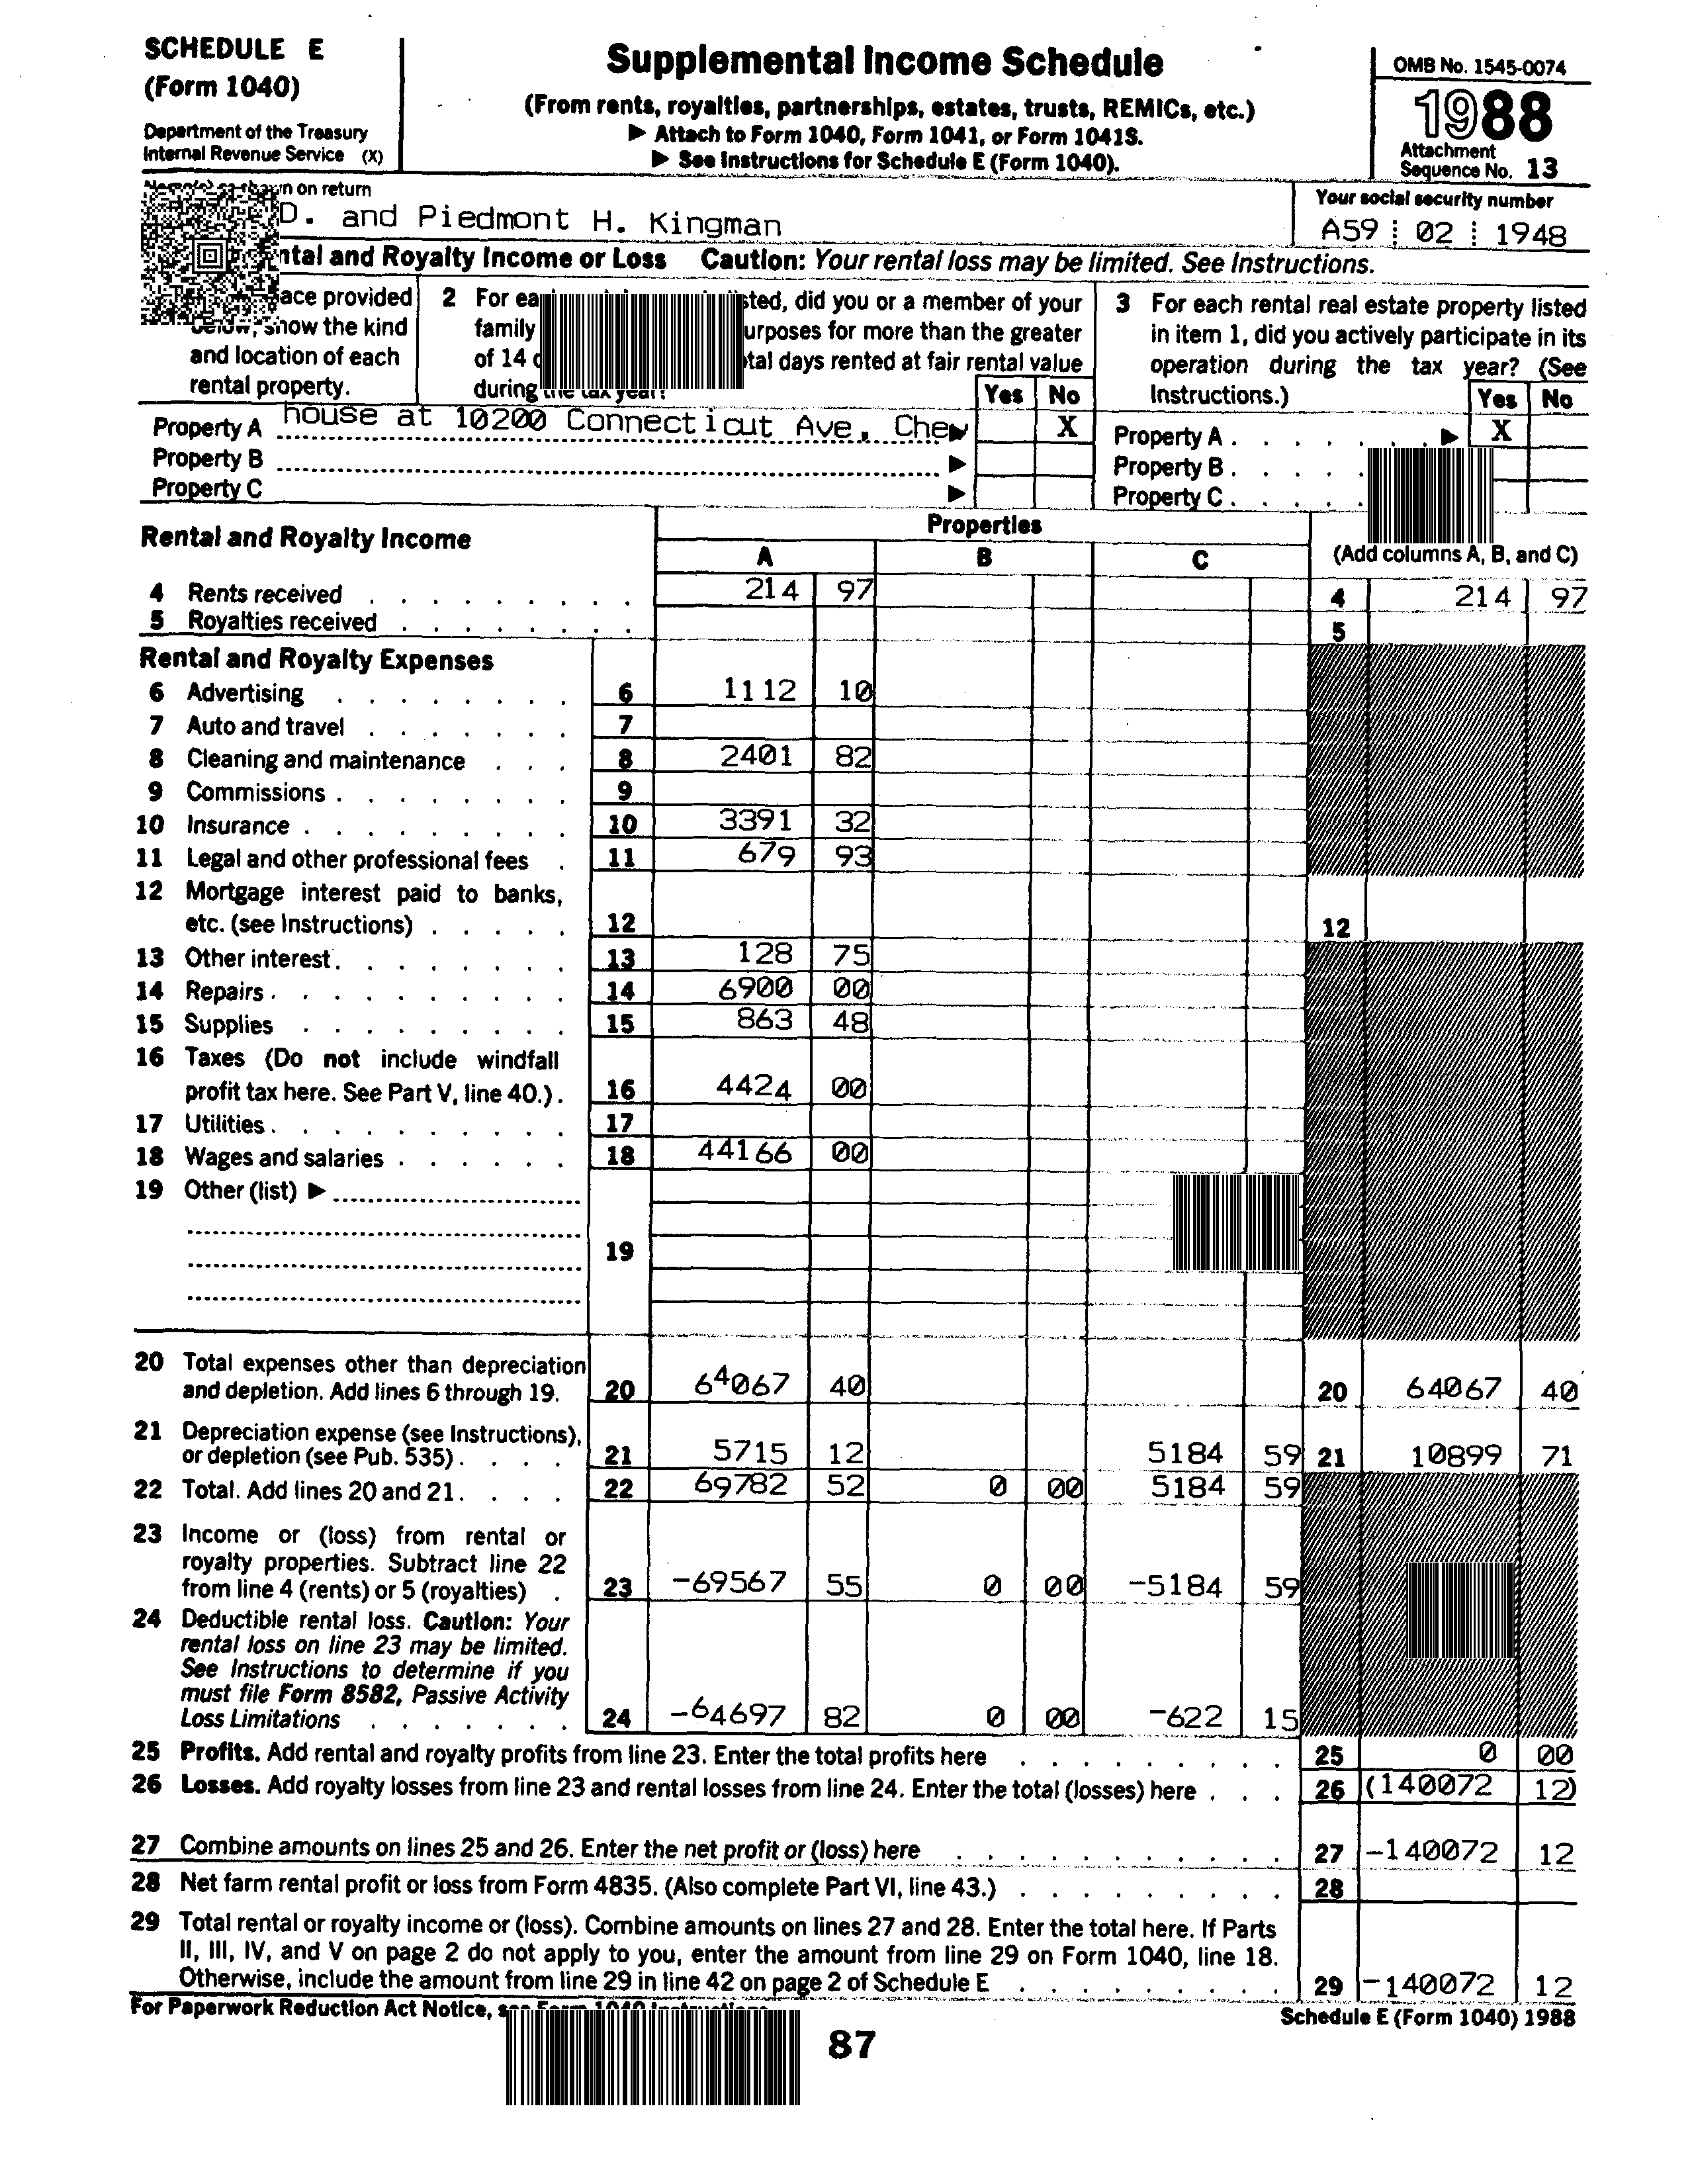 SCHEDULE E
(Form 1040)
Department of the Treasury
Internal Revenue Service (X)
Supplemental Income Schedule
(From rents, royalties, partnerships, estates, trusts, REMICs, etc.)
▶ Attach to Form 1040, Form 1041, or Form 1041S.
▶ See Instructions for Schedule E (Form 1040).
OMB No. 1545-0074
1988
Attachment
Sequence No. 13
on return
D. and Piedmont H. Kingman
Your social security number
A59 02 1948
and Royalty Income or Loss Caution: Your rental loss may be limited. See Instructions.
provided
show the kind
and location of each
rental property.
2 For
family
of 14
during
did you or a member of your
for more than the greater
days rented at fair rental value
Yes No
3 For each rental real estate property listed
in item 1, did you actively participate in its
operation during the tax year? (See
Instructions.)
Yes No
Property A house at 10200 Connecticut Ave, Chev ▶ X
Property B ▶
Property C ▶
Property A ▶ X
Property B
Property C
Rental and Royalty Income
Properties
A B C
(Add columns A, B, and C)
4 Rents received 214 97 4 214 97
5 Royalties received 5
Rental and Royalty Expenses
6 Advertising 6 1112 10
7 Auto and travel 7
8 Cleaning and maintenance 8 2401 82
9 Commissions 9
10 Insurance 10 3391 32
11 Legal and other professional fees 11 679 93
12 Mortgage interest paid to banks,
etc. (see Instructions) 12 12
13 Other interest 13 128 75
14 Repairs 14 6900 00
15 Supplies 15 863 48
16 Taxes (Do not include windfall
profit tax here. See Part V, line 40.) 16 4424 00
17 Utilities 17
18 Wages and salaries 18 44166 00
19 Other (list) ▶
19
20 Total expenses other than depreciation
and depletion. Add lines 6 through 19. 20 64067 40 20 64067 40
21 Depreciation expense (see Instructions),
or depletion (see Pub. 535) 21 5715 12 5184 59 21 10899 71
22 Total. Add lines 20 and 21 22 69782 52 0 00 5184 59
23 Income or (loss) from rental or
royalty properties. Subtract line 22
from line 4 (rents) or 5 (royalties) 23 -69567 55 0 00 -5184 59
24 Deductible rental loss. Caution: Your
rental loss on line 23 may be limited.
See Instructions to determine if you
must file Form 8582, Passive Activity
Loss Limitations 24 -64697 82 0 00 -622 15
25 Profits. Add rental and royalty profits from line 23. Enter the total profits here 25 0 00
26 Losses. Add royalty losses from line 23 and rental losses from line 24. Enter the total (losses) here 26 (140072 12)
27 Combine amounts on lines 25 and 26. Enter the net profit or (loss) here 27 -140072 12
28 Net farm rental profit or loss from Form 4835. (Also complete Part VI, line 43.) 28
29 Total rental or royalty income or (loss). Combine amounts on lines 27 and 28. Enter the total here. If Parts
II, III, IV, and V on page 2 do not apply to you, enter the amount from line 29 on Form 1040, line 18.
Otherwise, include the amount from line 29 in line 42 on page 2 of Schedule E 29 -140072 12
For Paperwork Reduction Act Notice,
Schedule E (Form 1040) 1988
87